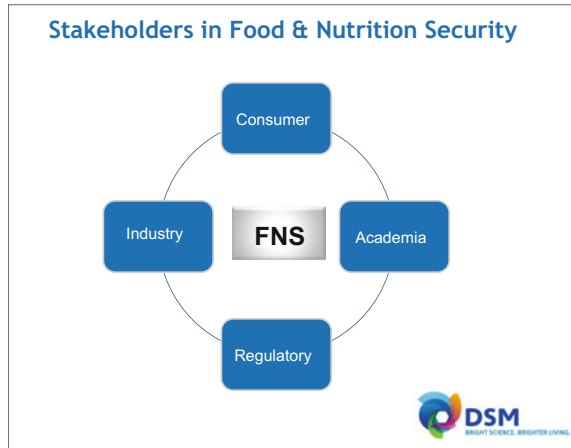 Stakeholders in Food & Nutrition Security
Consumer
Industry
FNS
Academia
Regulatory
DSM
BRIGHT SCIENCE. BRIGHTER LIVING.